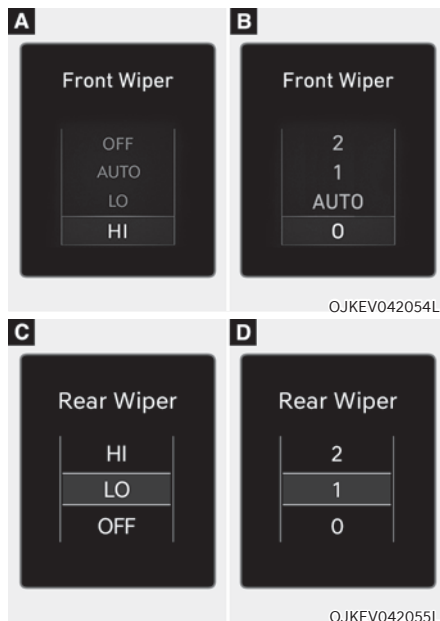 A
Front Wiper
OFF
AUTO
LO
HI
B
Front Wiper
2
1
AUTO
0
OJKEV042054L
C
Rear Wiper
HI
LO
OFF
D
Rear Wiper
2
1
0
OJKEV042055L